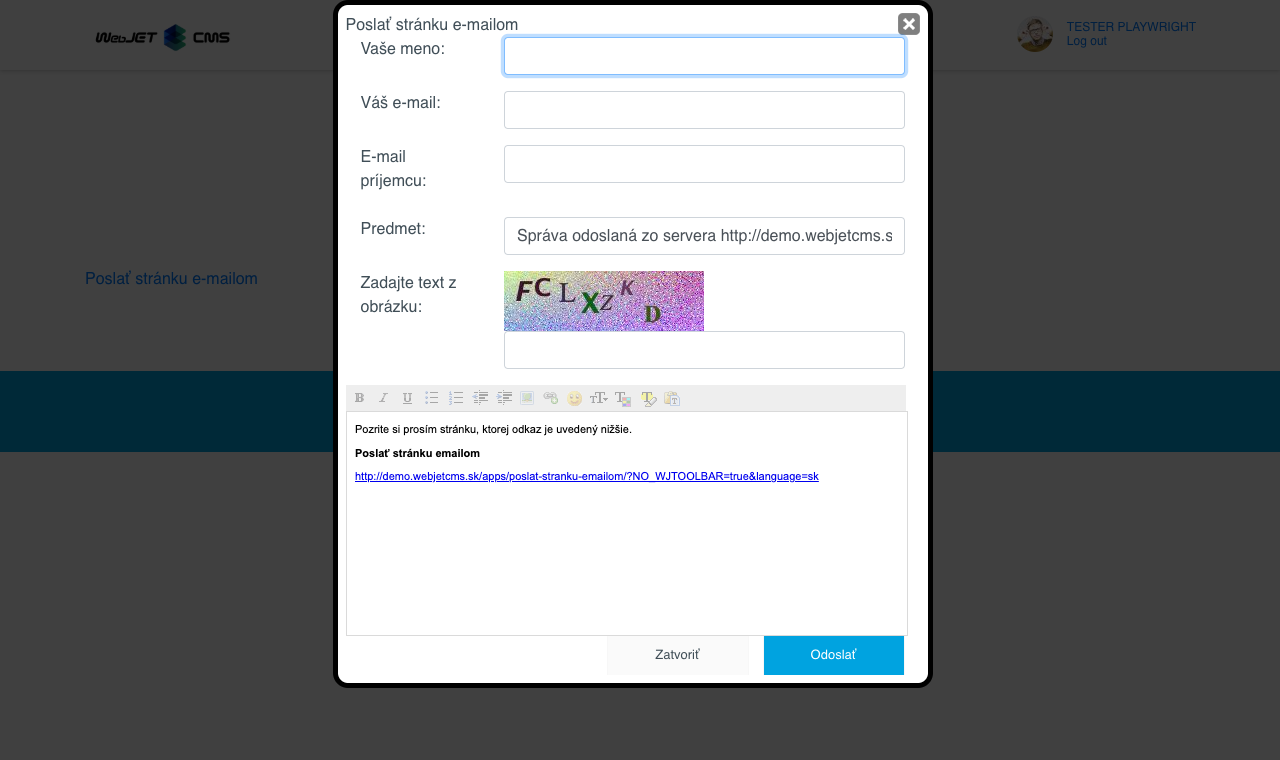 Poslať stránku e-mailom
WebJET CMS
TESTER PLAYWRIGHT
Log out
Vaše meno:
Váš e-mail:
E-mail
príjemcu:
Predmet:
Správa odoslaná zo servera http://demo.webjetcms.s
Poslať stránku e-mailom
Zadajte text z
obrázku:
F C L X Z K D
Pozrite si prosím stránku, ktorej odkaz je uvedený nižšie.
Poslať stránku emailom
http://demo.webjetcms.sk/apps/poslat-stranku-emailom/?NO_WJTOOLBAR=true&language=sk
Zatvoriť
Odoslať